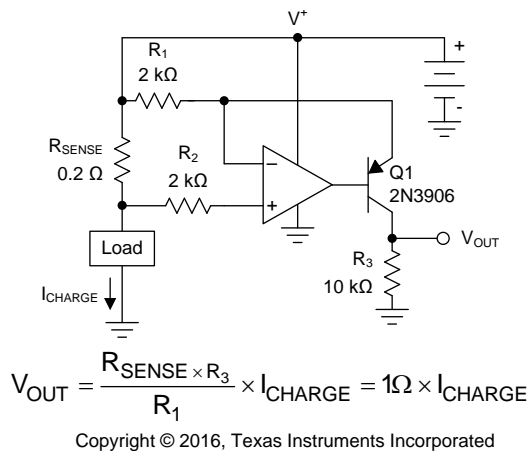 V+
R1
2 kΩ
+
-
RSENSE
0.2 Ω
R2
2 kΩ
−
+
Q1
2N3906
Load
VOUT
R3
10 kΩ
ICHARGE
VOUT = RSENSE × R3 / R1 × ICHARGE = 1Ω × ICHARGE
Copyright © 2016, Texas Instruments Incorporated